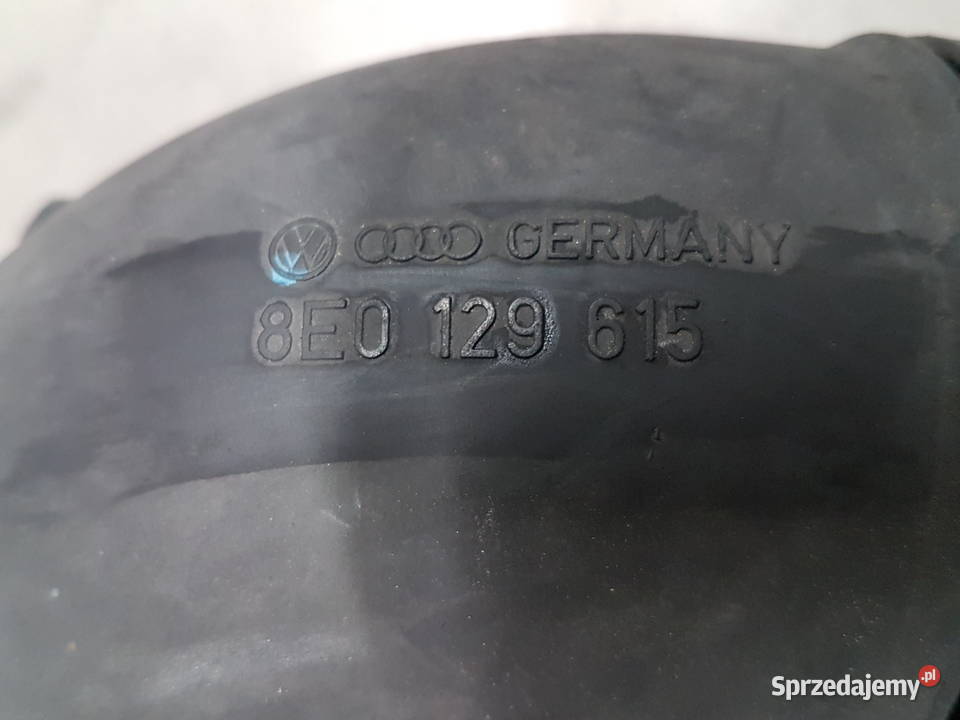 GERMANY
8E0 129 615
Sprzedajemy.pl